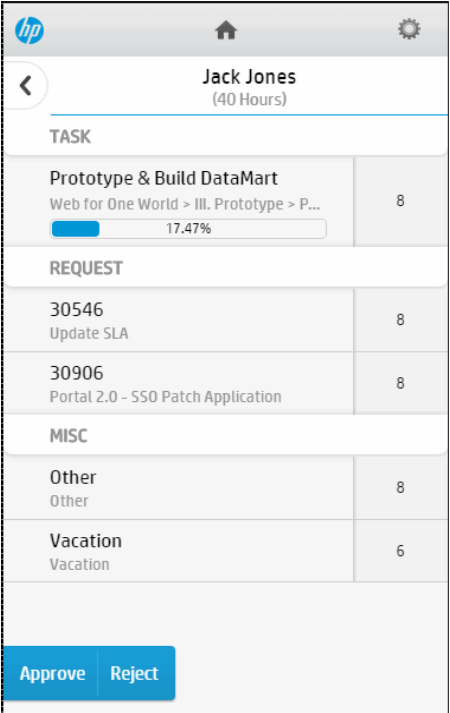 hp
Jack Jones
(40 Hours)
TASK
Prototype & Build DataMart
Web for One World > III. Prototype > P...
8
17.47%
REQUEST
30546
Update SLA
8
30906
Portal 2.0 - SSO Patch Application
8
MISC
Other
Other
8
Vacation
Vacation
6
Approve Reject